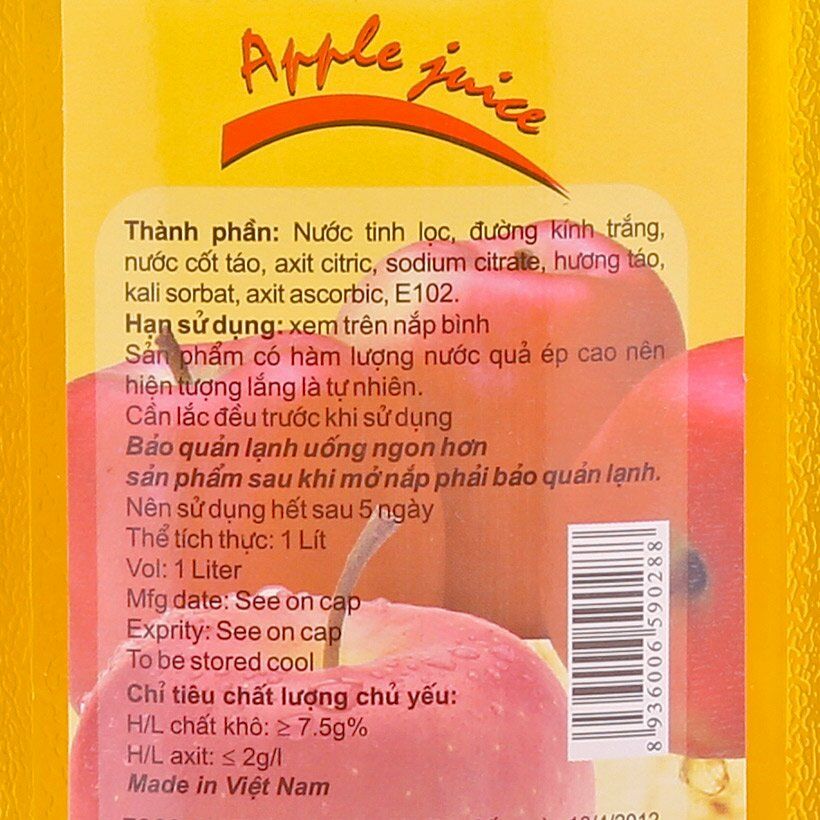 Apple juice
Thành phần: Nước tinh lọc, đường kính trắng,
nước cốt táo, axit citric, sodium citrate, hương táo,
kali sorbat, axit ascorbic, E102.
Hạn sử dụng: xem trên nắp bình
Sản phẩm có hàm lượng nước quả ép cao nên
hiện tượng lắng là tự nhiên.
Cần lắc đều trước khi sử dụng
Bảo quản lạnh uống ngon hơn
sản phẩm sau khi mở nắp phải bảo quản lạnh.
Nên sử dụng hết sau 5 ngày
Thể tích thực: 1 Lít
Vol: 1 Liter
Mfg date: See on cap
Exprity: See on cap
To be stored cool
Chỉ tiêu chất lượng chủ yếu:
H/L chất khô: ≥ 7.5g%
H/L axit: ≤ 2g/l
Made in Việt Nam
8 936006 590288